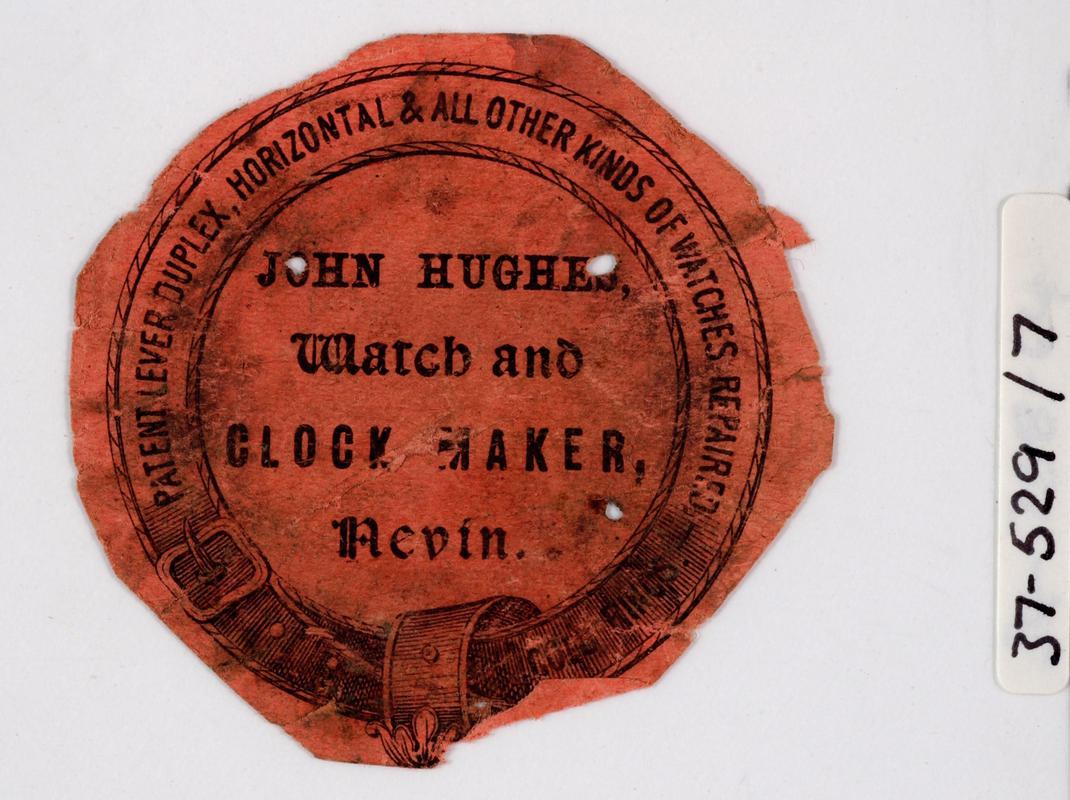 PATENT LEVER DUPLEX, HORIZONTAL & ALL OTHER KINDS OF WATCHES REPAIRED
JOHN HUGHES,
Watch and
CLOCK MAKER,
Nevin.
37-529/7